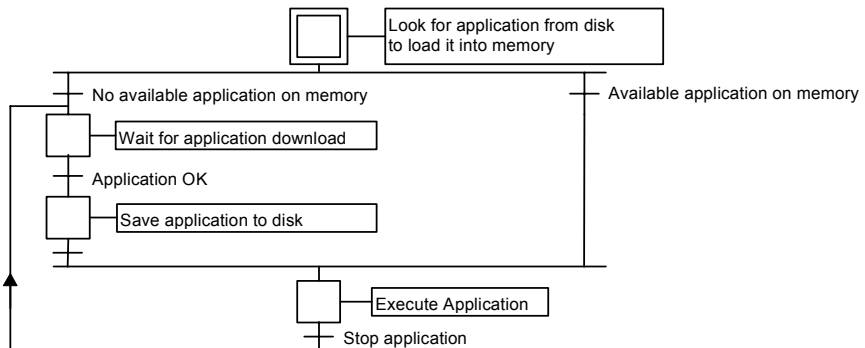 Look for application from disk
to load it into memory
No available application on memory
Available application on memory
Wait for application download
Application OK
Save application to disk
Execute Application
Stop application